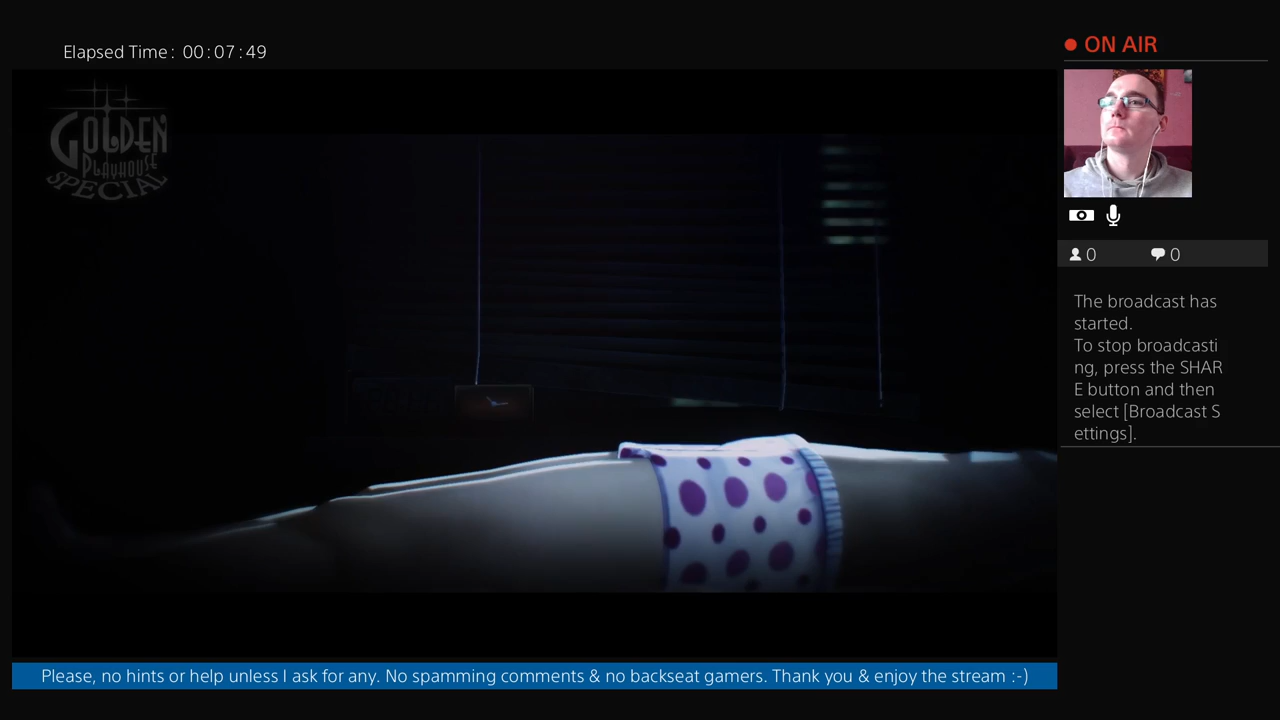 Elapsed Time: 00:07:49
ON AIR
GOLDEN
PLAYHOUSE
SPECIAL
0
0
The broadcast has
started.
To stop broadcasti
ng, press the SHAR
E button and then
select [Broadcast S
ettings].
Please, no hints or help unless I ask for any. No spamming comments & no backseat gamers. Thank you & enjoy the stream :-)